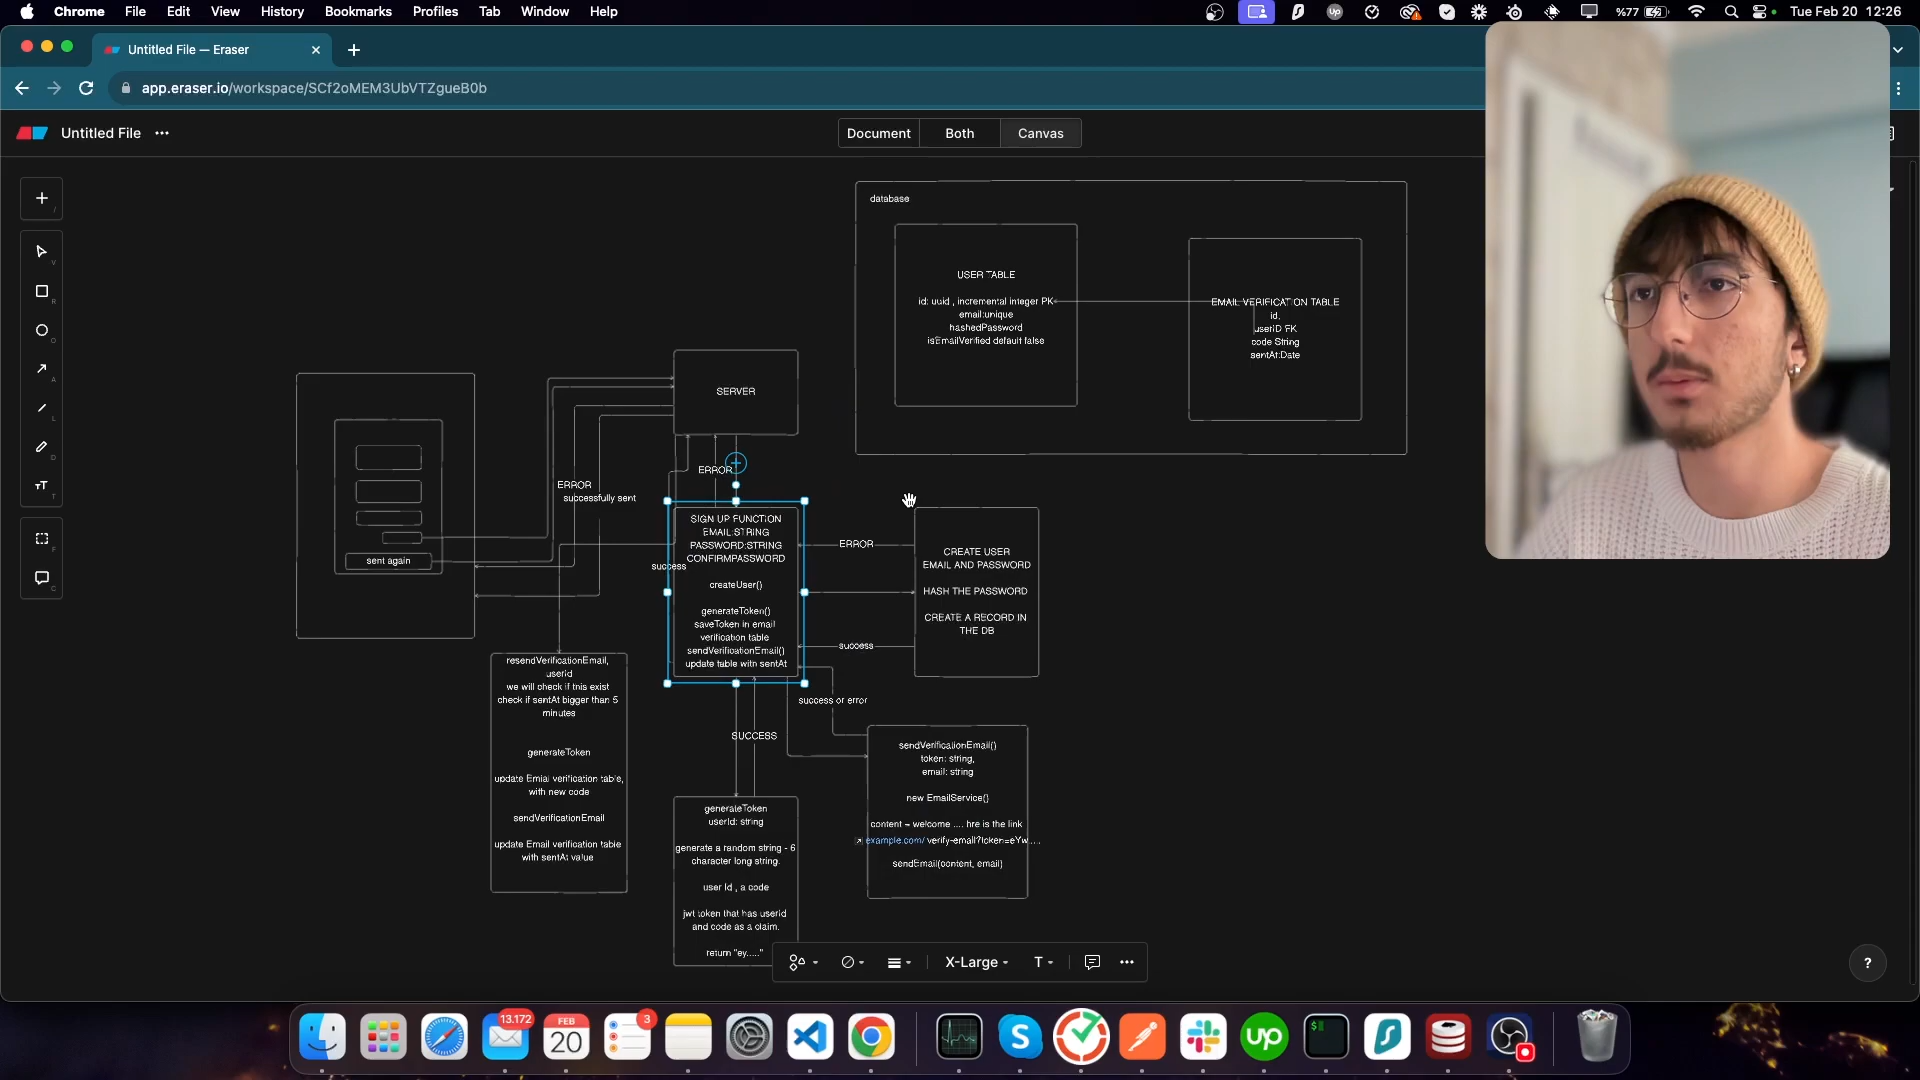 Chrome File Edit View History Bookmarks Profiles Tab Window Help
%77 Tue Feb 20 12:26
Untitled File — Eraser
app.eraser.io/workspace/SCf2oMEM3UbVTZgueB0b
Untitled File
Document Both Canvas
database
USER TABLE
id: uuid , incremental integer PK
email:unique
hashedPassword
isEmailVerified default false
EMAIL VERIFICATION TABLE
id,
userID FK
code String
sentAt:Date
SERVER
ERROR
ERROR
successfully sent
sent again
success
SIGN UP FUNCTION
EMAIL:STRING
PASSWORD:STRING
CONFIRMPASSWORD
createUser()
generateToken()
saveToken in email
verification table
sendVerificationEmail()
update table with sentAt
ERROR
success
CREATE USER
EMAIL AND PASSWORD
HASH THE PASSWORD
CREATE A RECORD IN
THE DB
success or error
SUCCESS
resendVerificationEmail,
userId
we will check if this exist
check if sentAt bigger than 5
minutes
generateToken
update Emial verification table,
with new code
sendVerificationEmail
update Email verification table
with sentAt value
generateToken
userId: string
generate a random string - 6
character long string.
user Id , a code
jwt token that has userid
and code as a claim.
return "ey....."
sendVerificationEmail()
token: string,
email: string
new EmailService()
content = welcome .... hre is the link
example.com/ verify-email?token=eYw....
sendEmail(content, email)
X-Large T
?
13.172
FEB
20
3
S
up
$